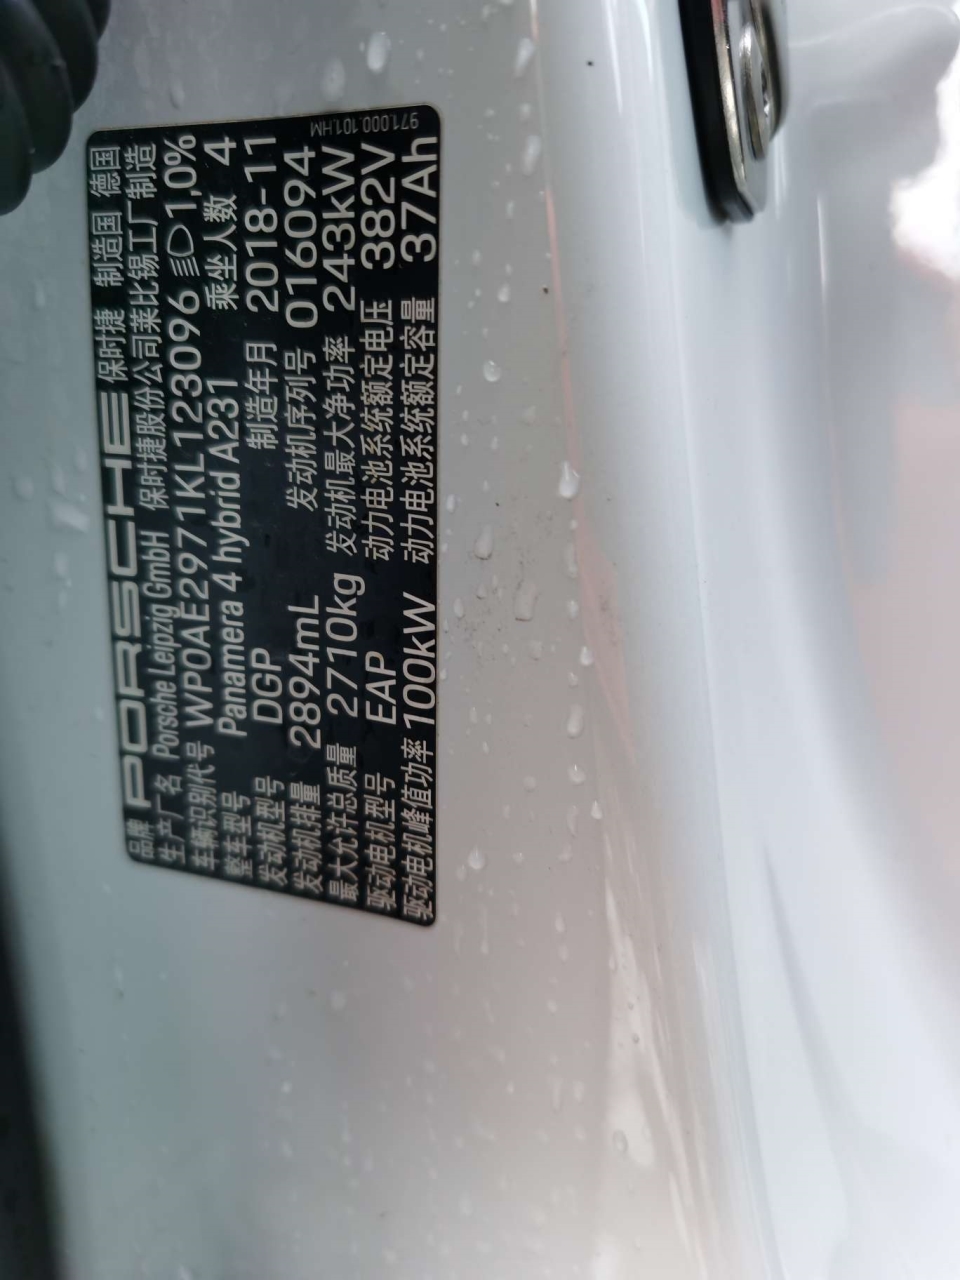 品牌 PORSCHE 保时捷 制造国 德国
生产厂名 Porsche Leipzig GmbH 保时捷股份公司莱比锡工厂制造
车辆识别代号 WP0AE2971KL123096 1,0%
整车型号 Panamera 4 hybrid A231 乘坐人数 4
发动机型号 DGP 制造年月 2018-11
发动机排量 2894mL 发动机序列号 016094
最大允许总质量 2710kg 发动机最大净功率 243kW
驱动电机型号 EAP 动力电池系统额定电压 382V
驱动电机峰值功率 100kW 动力电池系统额定容量 37Ah
971.000.101.HM